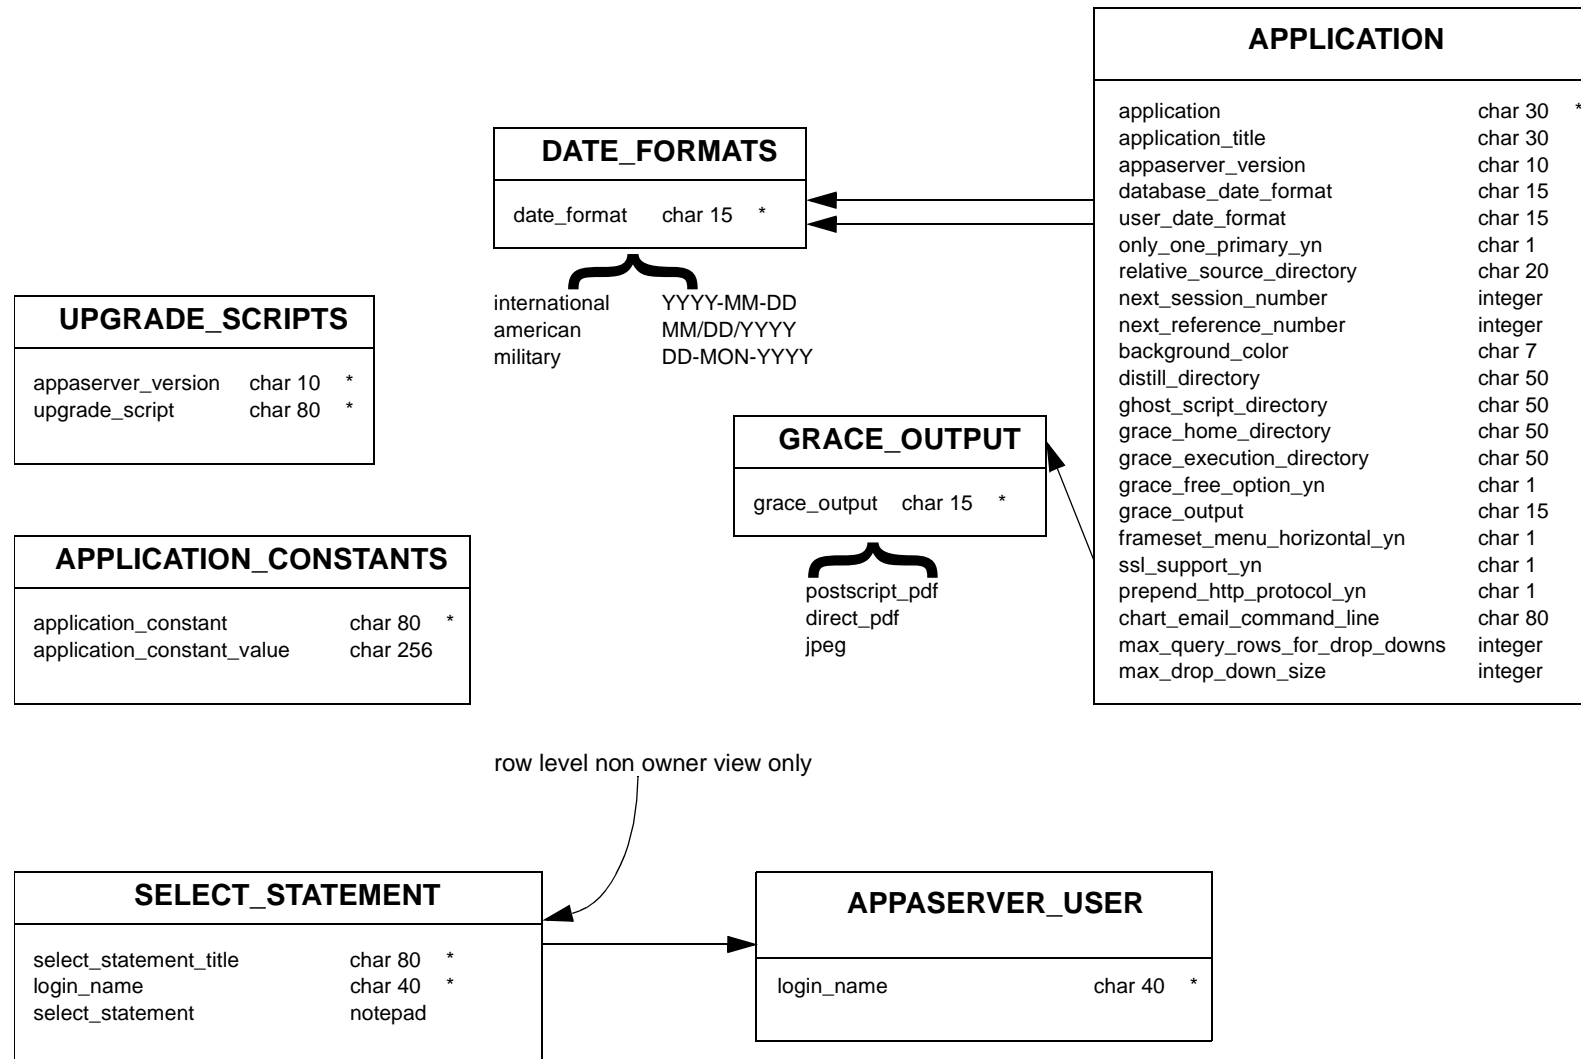 APPLICATION
application char 30 *
application_title char 30
appaserver_version char 10
database_date_format char 15
user_date_format char 15
only_one_primary_yn char 1
relative_source_directory char 20
next_session_number integer
next_reference_number integer
background_color char 7
distill_directory char 50
ghost_script_directory char 50
grace_home_directory char 50
grace_execution_directory char 50
grace_free_option_yn char 1
grace_output char 15
frameset_menu_horizontal_yn char 1
ssl_support_yn char 1
prepend_http_protocol_yn char 1
chart_email_command_line char 80
max_query_rows_for_drop_downs integer
max_drop_down_size integer
DATE_FORMATS
date_format char 15 *
international YYYY-MM-DD
american MM/DD/YYYY
military DD-MON-YYYY
UPGRADE_SCRIPTS
appaserver_version char 10 *
upgrade_script char 80 *
GRACE_OUTPUT
grace_output char 15 *
postscript_pdf
direct_pdf
jpeg
APPLICATION_CONSTANTS
application_constant char 80 *
application_constant_value char 256
row level non owner view only
SELECT_STATEMENT
select_statement_title char 80 *
login_name char 40 *
select_statement notepad
APPASERVER_USER
login_name char 40 *